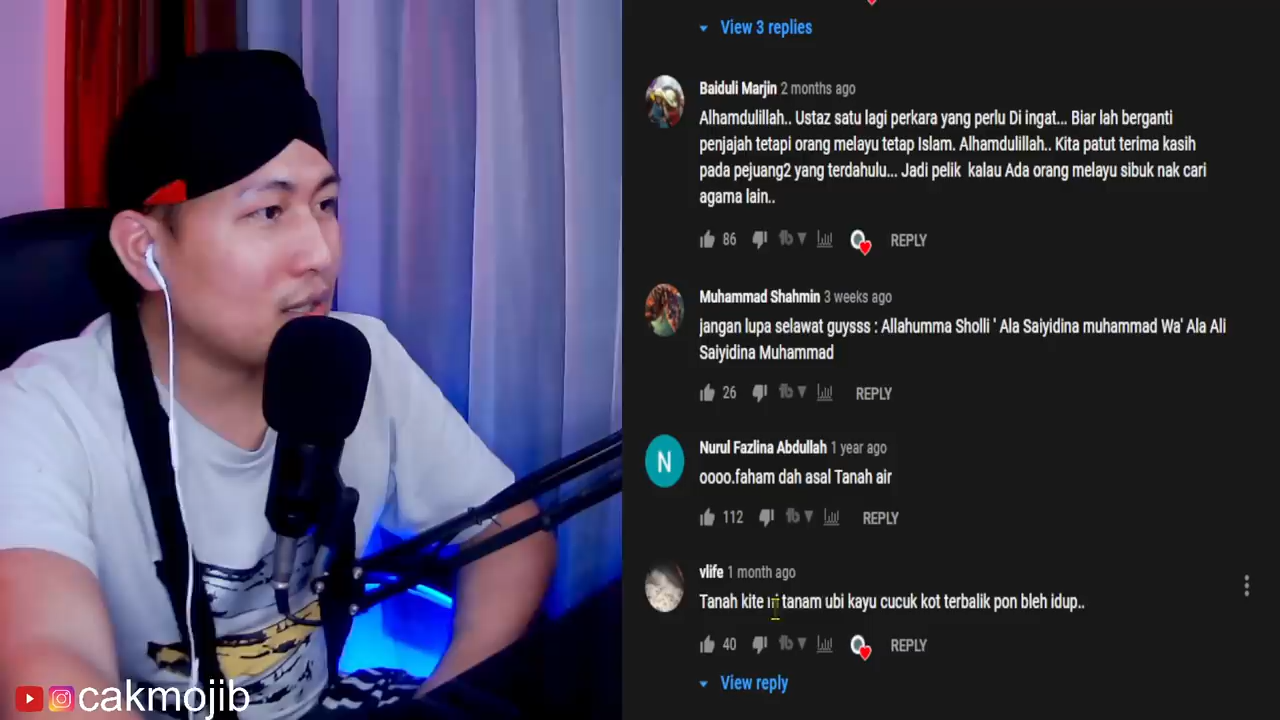 View 3 replies
Baiduli Marjin 2 months ago
Alhamdulillah.. Ustaz satu lagi perkara yang perlu Di ingat... Biar lah berganti
penjajah tetapi orang melayu tetap Islam. Alhamdulillah.. Kita patut terima kasih
pada pejuang2 yang terdahulu... Jadi pelik kalau Ada orang melayu sibuk nak cari
agama lain..
86 REPLY
Muhammad Shahmin 3 weeks ago
jangan lupa selawat guysss : Allahumma Sholli ' Ala Saiyidina muhammad Wa' Ala Ali
Saiyidina Muhammad
26 REPLY
N
Nurul Fazlina Abdullah 1 year ago
oooo.faham dah asal Tanah air
112 REPLY
vlife 1 month ago
Tanah kite tanam ubi kayu cucuk kot terbalik pon bleh idup..
40 REPLY
View reply
cakmojib